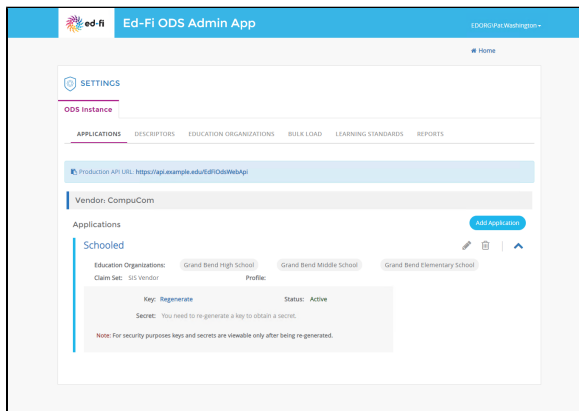 ed-fi Ed-Fi ODS Admin App EDORG\Pat.Washington
Home
SETTINGS
ODS Instance
APPLICATIONS DESCRIPTORS EDUCATION ORGANIZATIONS BULK LOAD LEARNING STANDARDS REPORTS
Production API URL: https://api.example.edu/EdFiOdsWebApi
Vendor: CompuCom
Applications Add Application
Schooled
Education Organizations: Grand Bend High School Grand Bend Middle School Grand Bend Elementary School
Claim Set: SIS Vendor Profile:
Key: Regenerate Status: Active
Secret: You need to re-generate a key to obtain a secret.
Note: For security purposes keys and secrets are viewable only after being re-generated.